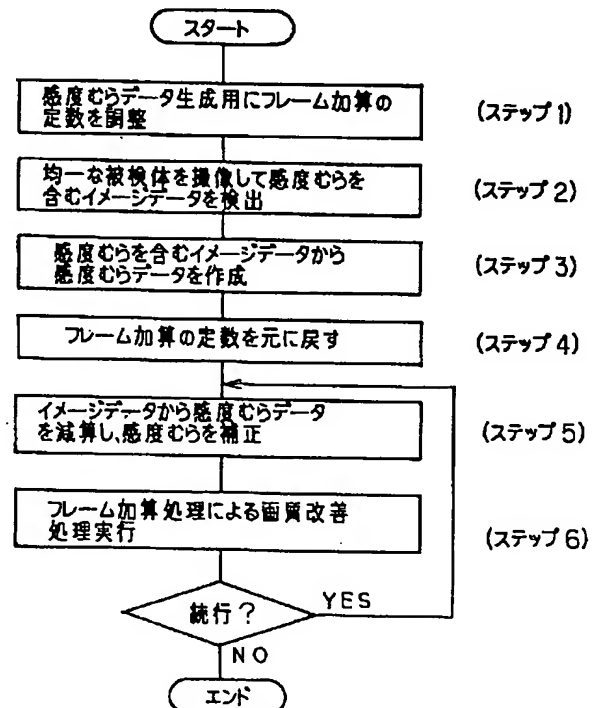 スタート
感度むらデータ生成用にフレーム加算の
定数を調整
(ステップ1)
均一な被検体を撮像して感度むらを
含むイメージデータを検出
(ステップ2)
感度むらを含むイメージデータから
感度むらデータを作成
(ステップ3)
フレーム加算の定数を元に戻す
(ステップ4)
イメージデータから感度むらデータ
を減算し、感度むらを補正
(ステップ5)
フレーム加算処理による画質改善
処理実行
(ステップ6)
続行?
YES
NO
エンド